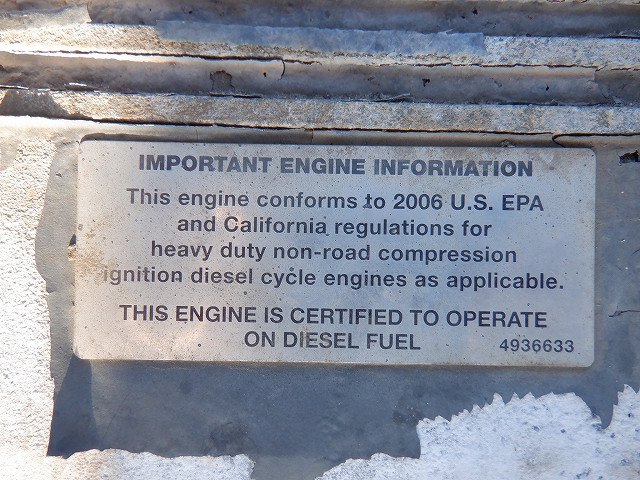 IMPORTANT ENGINE INFORMATION
This engine conforms to 2006 U.S. EPA
and California regulations for
heavy duty non-road compression
ignition diesel cycle engines as applicable.
THIS ENGINE IS CERTIFIED TO OPERATE
ON DIESEL FUEL 4936633